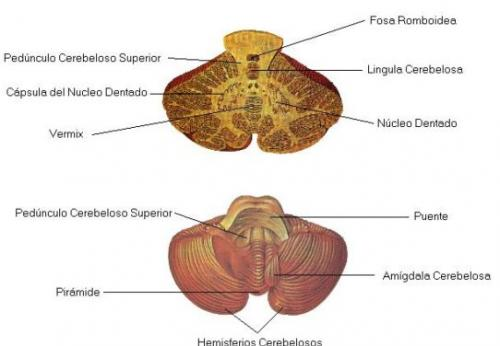 Fosa Romboidea
Pedúnculo Cerebeloso Superior
Lingula Cerebelosa
Cápsula del Nucleo Dentado
Núcleo Dentado
Vermix
Pedúnculo Cerebeloso Superior
Puente
Amígdala Cerebelosa
Pirámide
Hemisferios Cerebelosos